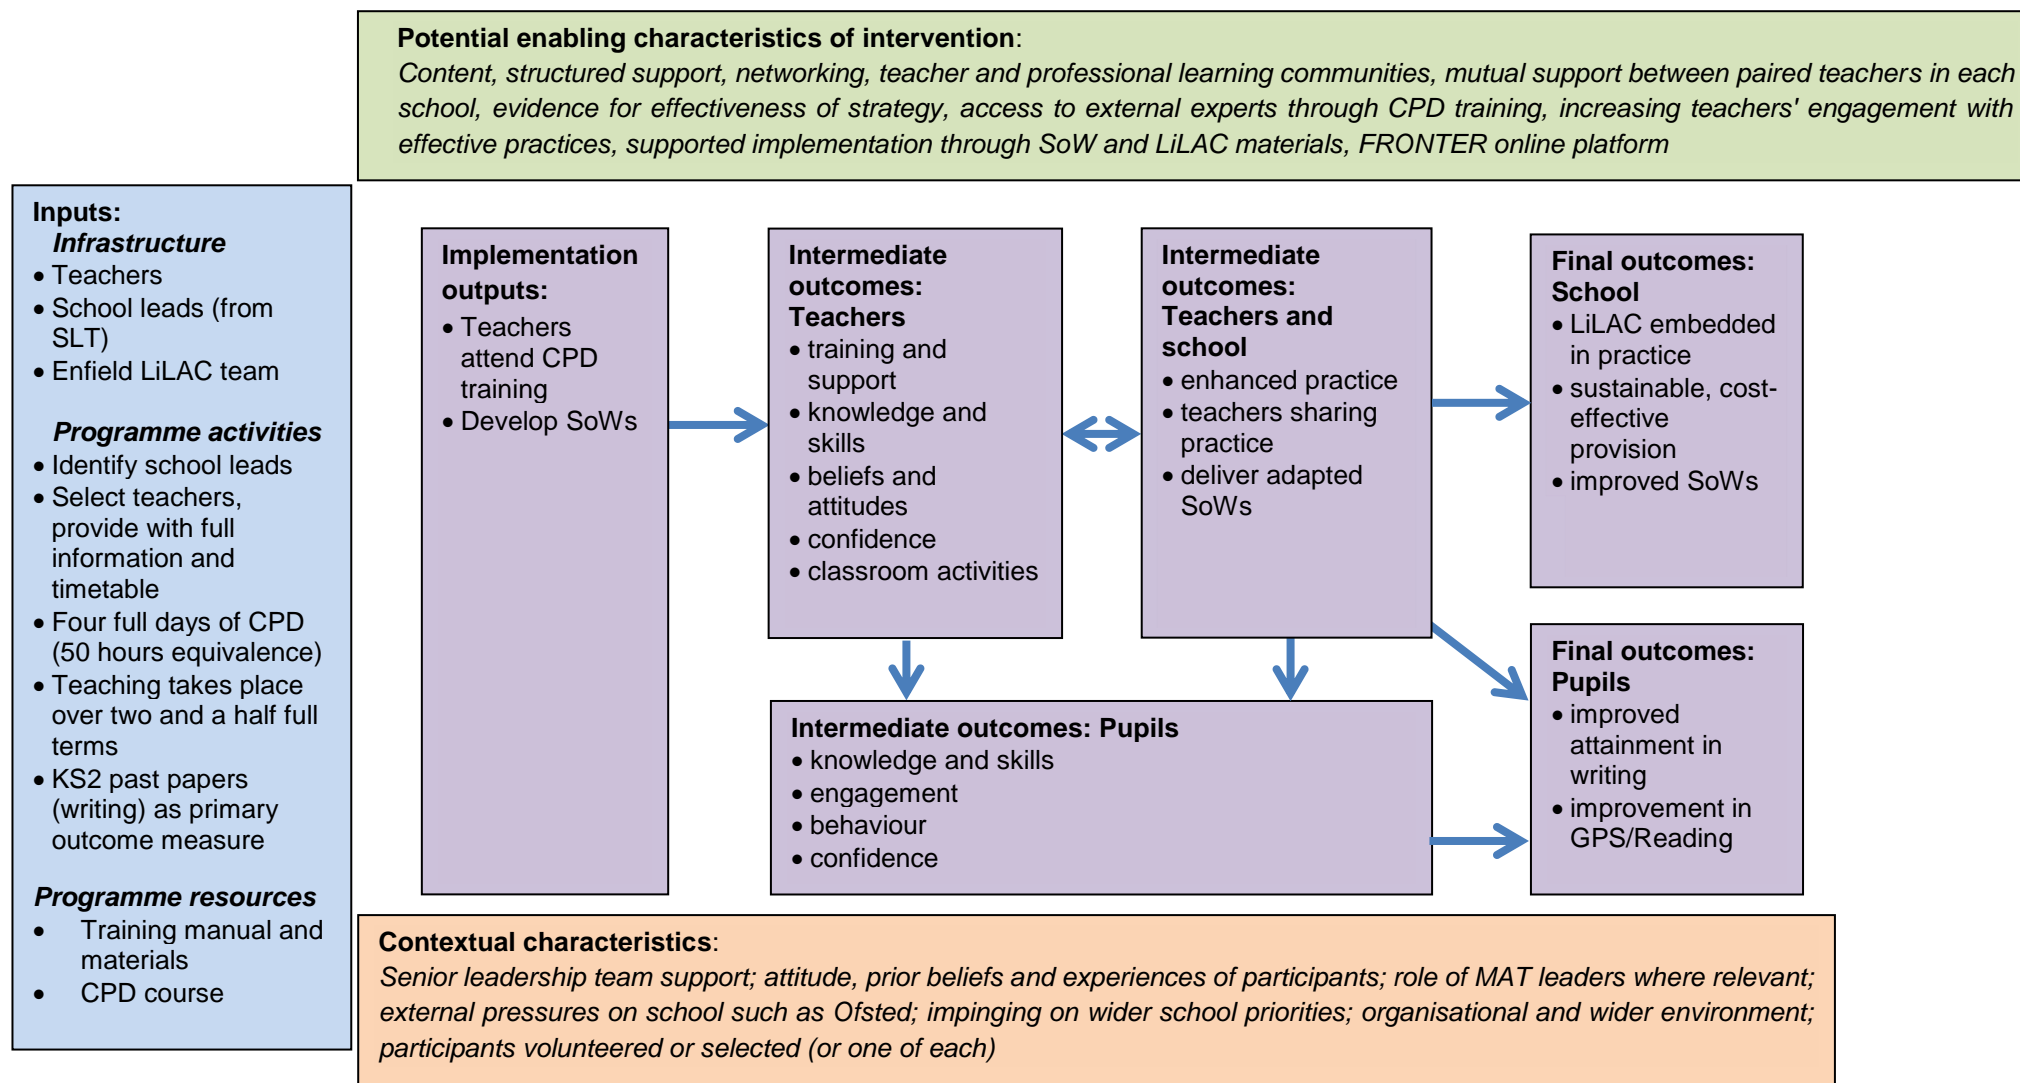 Potential enabling characteristics of intervention:
Content, structured support, networking, teacher and professional learning communities, mutual support between paired teachers in each
school, evidence for effectiveness of strategy, access to external experts through CPD training, increasing teachers' engagement with
effective practices, supported implementation through SoW and LiLAC materials, FRONTER online platform
Inputs:
Infrastructure
• Teachers
• School leads (from
SLT)
• Enfield LiLAC team
Programme activities
• Identify school leads
• Select teachers,
provide with full
information and
timetable
• Four full days of CPD
(50 hours equivalence)
• Teaching takes place
over two and a half full
terms
• KS2 past papers
(writing) as primary
outcome measure
Programme resources
• Training manual and
materials
• CPD course
Implementation
outputs:
• Teachers
attend CPD
training
• Develop SoWs
Intermediate
outcomes:
Teachers
• training and
support
• knowledge and
skills
• beliefs and
attitudes
• confidence
• classroom activities
Intermediate
outcomes:
Teachers and
school
• enhanced practice
• teachers sharing
practice
• deliver adapted
SoWs
Final outcomes:
School
• LiLAC embedded
in practice
• sustainable, cost-
effective
provision
• improved SoWs
Intermediate outcomes: Pupils
• knowledge and skills
• engagement
• behaviour
• confidence
Final outcomes:
Pupils
• improved
attainment in
writing
• improvement in
GPS/Reading
Contextual characteristics:
Senior leadership team support; attitude, prior beliefs and experiences of participants; role of MAT leaders where relevant;
external pressures on school such as Ofsted; impinging on wider school priorities; organisational and wider environment;
participants volunteered or selected (or one of each)